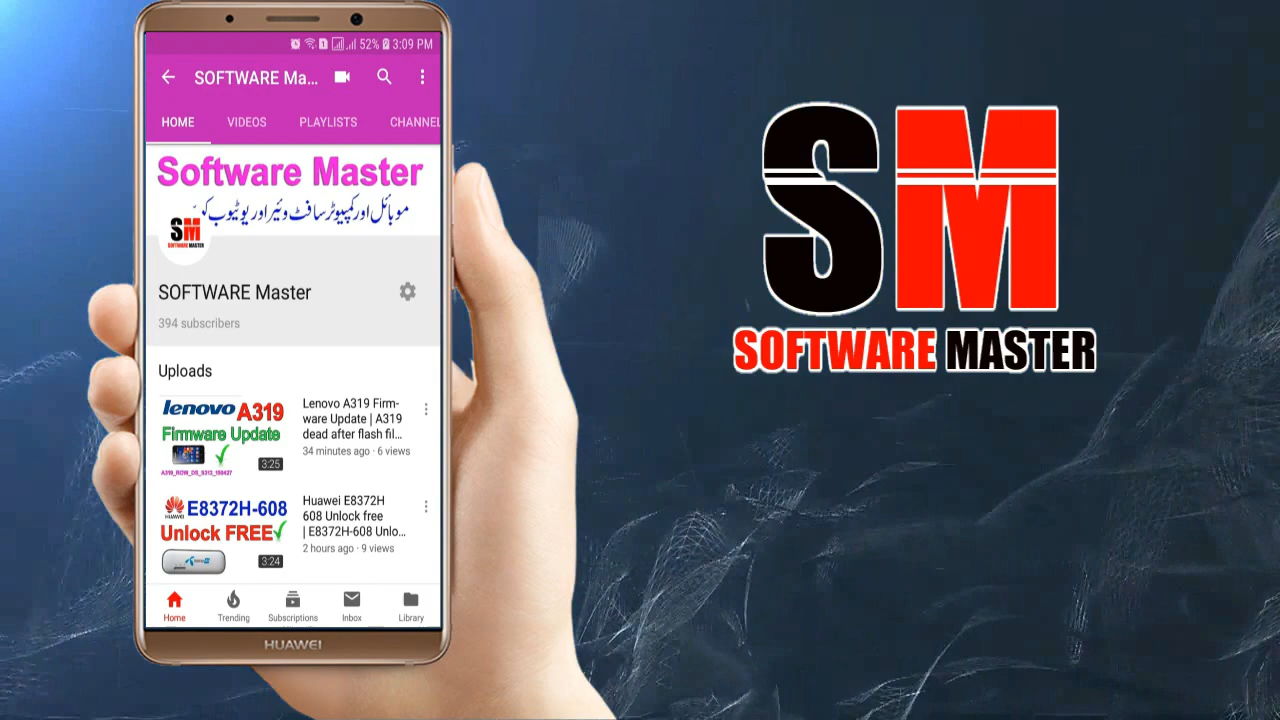 52% 3:09 PM
SOFTWARE Ma...
HOME VIDEOS PLAYLISTS CHANNEL
Software Master
موبائل اور کمپیوٹر سافٹ وئیر اور یوٹیوب کو
SM
SOFTWARE MASTER
SOFTWARE Master
394 subscribers
Uploads
lenovo A319
Firmware Update
A319_ROW_DS_S313_150427
3:25
Lenovo A319 Firm-
ware Update | A319
dead after flash fil...
34 minutes ago · 6 views
HUAWEI E8372H-608
Unlock FREE
3:24
Huawei E8372H
608 Unlock free
| E8372H-608 Unlo...
2 hours ago · 9 views
Home Trending Subscriptions Inbox Library
HUAWEI
SM
SOFTWARE MASTER